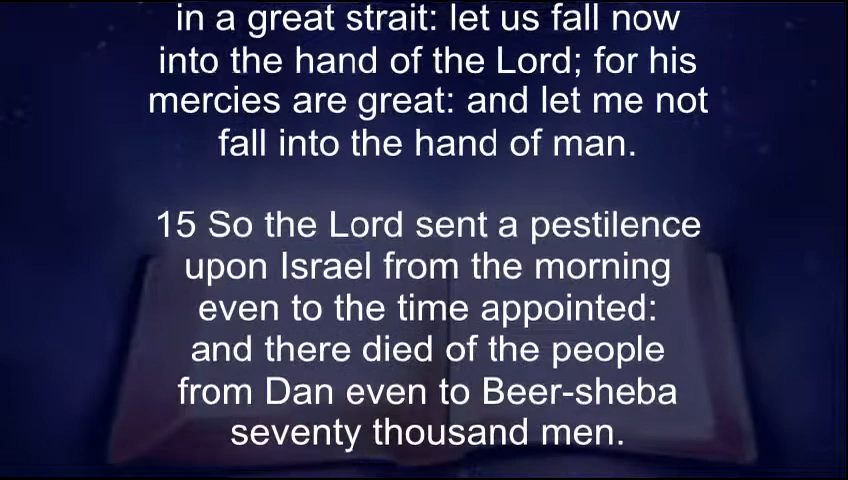 in a great strait: let us fall now
into the hand of the Lord; for his
mercies are great: and let me not
fall into the hand of man.
15 So the Lord sent a pestilence
upon Israel from the morning
even to the time appointed:
and there died of the people
from Dan even to Beer-sheba
seventy thousand men.